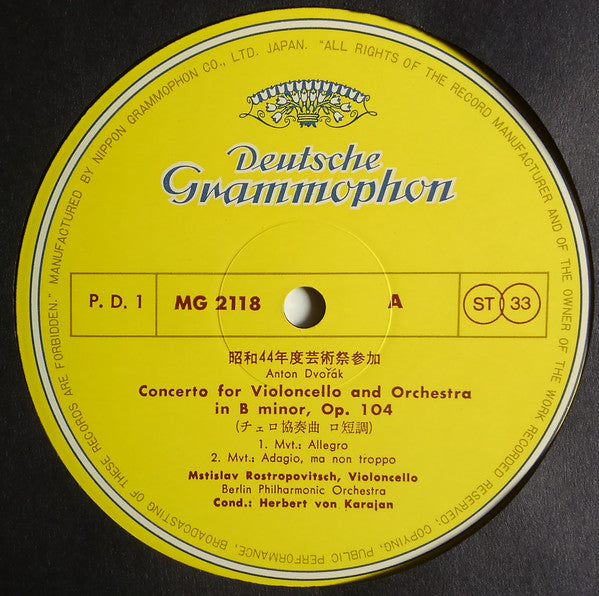 MANUFACTURED BY NIPPON GRAMMOPHON CO., LTD. JAPAN. "ALL RIGHTS OF THE RECORD MANUFACTURER AND OF THE OWNER OF THE WORK RECORDED RESERVED; COPYING, PUBLIC PERFORMANCE, BROADCASTING OF THESE RECORDS ARE FORBIDDEN."
Deutsche
Grammophon
P. D. 1
MG 2118
A
ST 33
昭和44年度芸術祭参加
Anton Dvořák
Concerto for Violoncello and Orchestra
in B minor, Op. 104
(チェロ協奏曲 ロ短調)
1. Mvt.: Allegro
2. Mvt.: Adagio, ma non troppo
Mstislav Rostropovitsch, Violoncello
Berlin Philharmonic Orchestra
Cond.: Herbert von Karajan